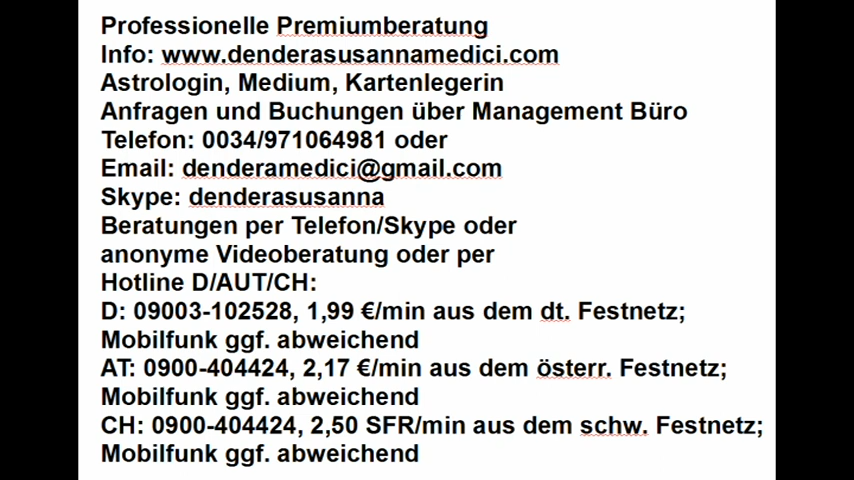 Professionelle Premiumberatung
Info: www.denderasusannamedici.com
Astrologin, Medium, Kartenlegerin
Anfragen und Buchungen über Management Büro
Telefon: 0034/971064981 oder
Email: denderamedici@gmail.com
Skype: denderasusanna
Beratungen per Telefon/Skype oder
anonyme Videoberatung oder per
Hotline D/AUT/CH:
D: 09003-102528, 1,99 €/min aus dem dt. Festnetz;
Mobilfunk ggf. abweichend
AT: 0900-404424, 2,17 €/min aus dem österr. Festnetz;
Mobilfunk ggf. abweichend
CH: 0900-404424, 2,50 SFR/min aus dem schw. Festnetz;
Mobilfunk ggf. abweichend